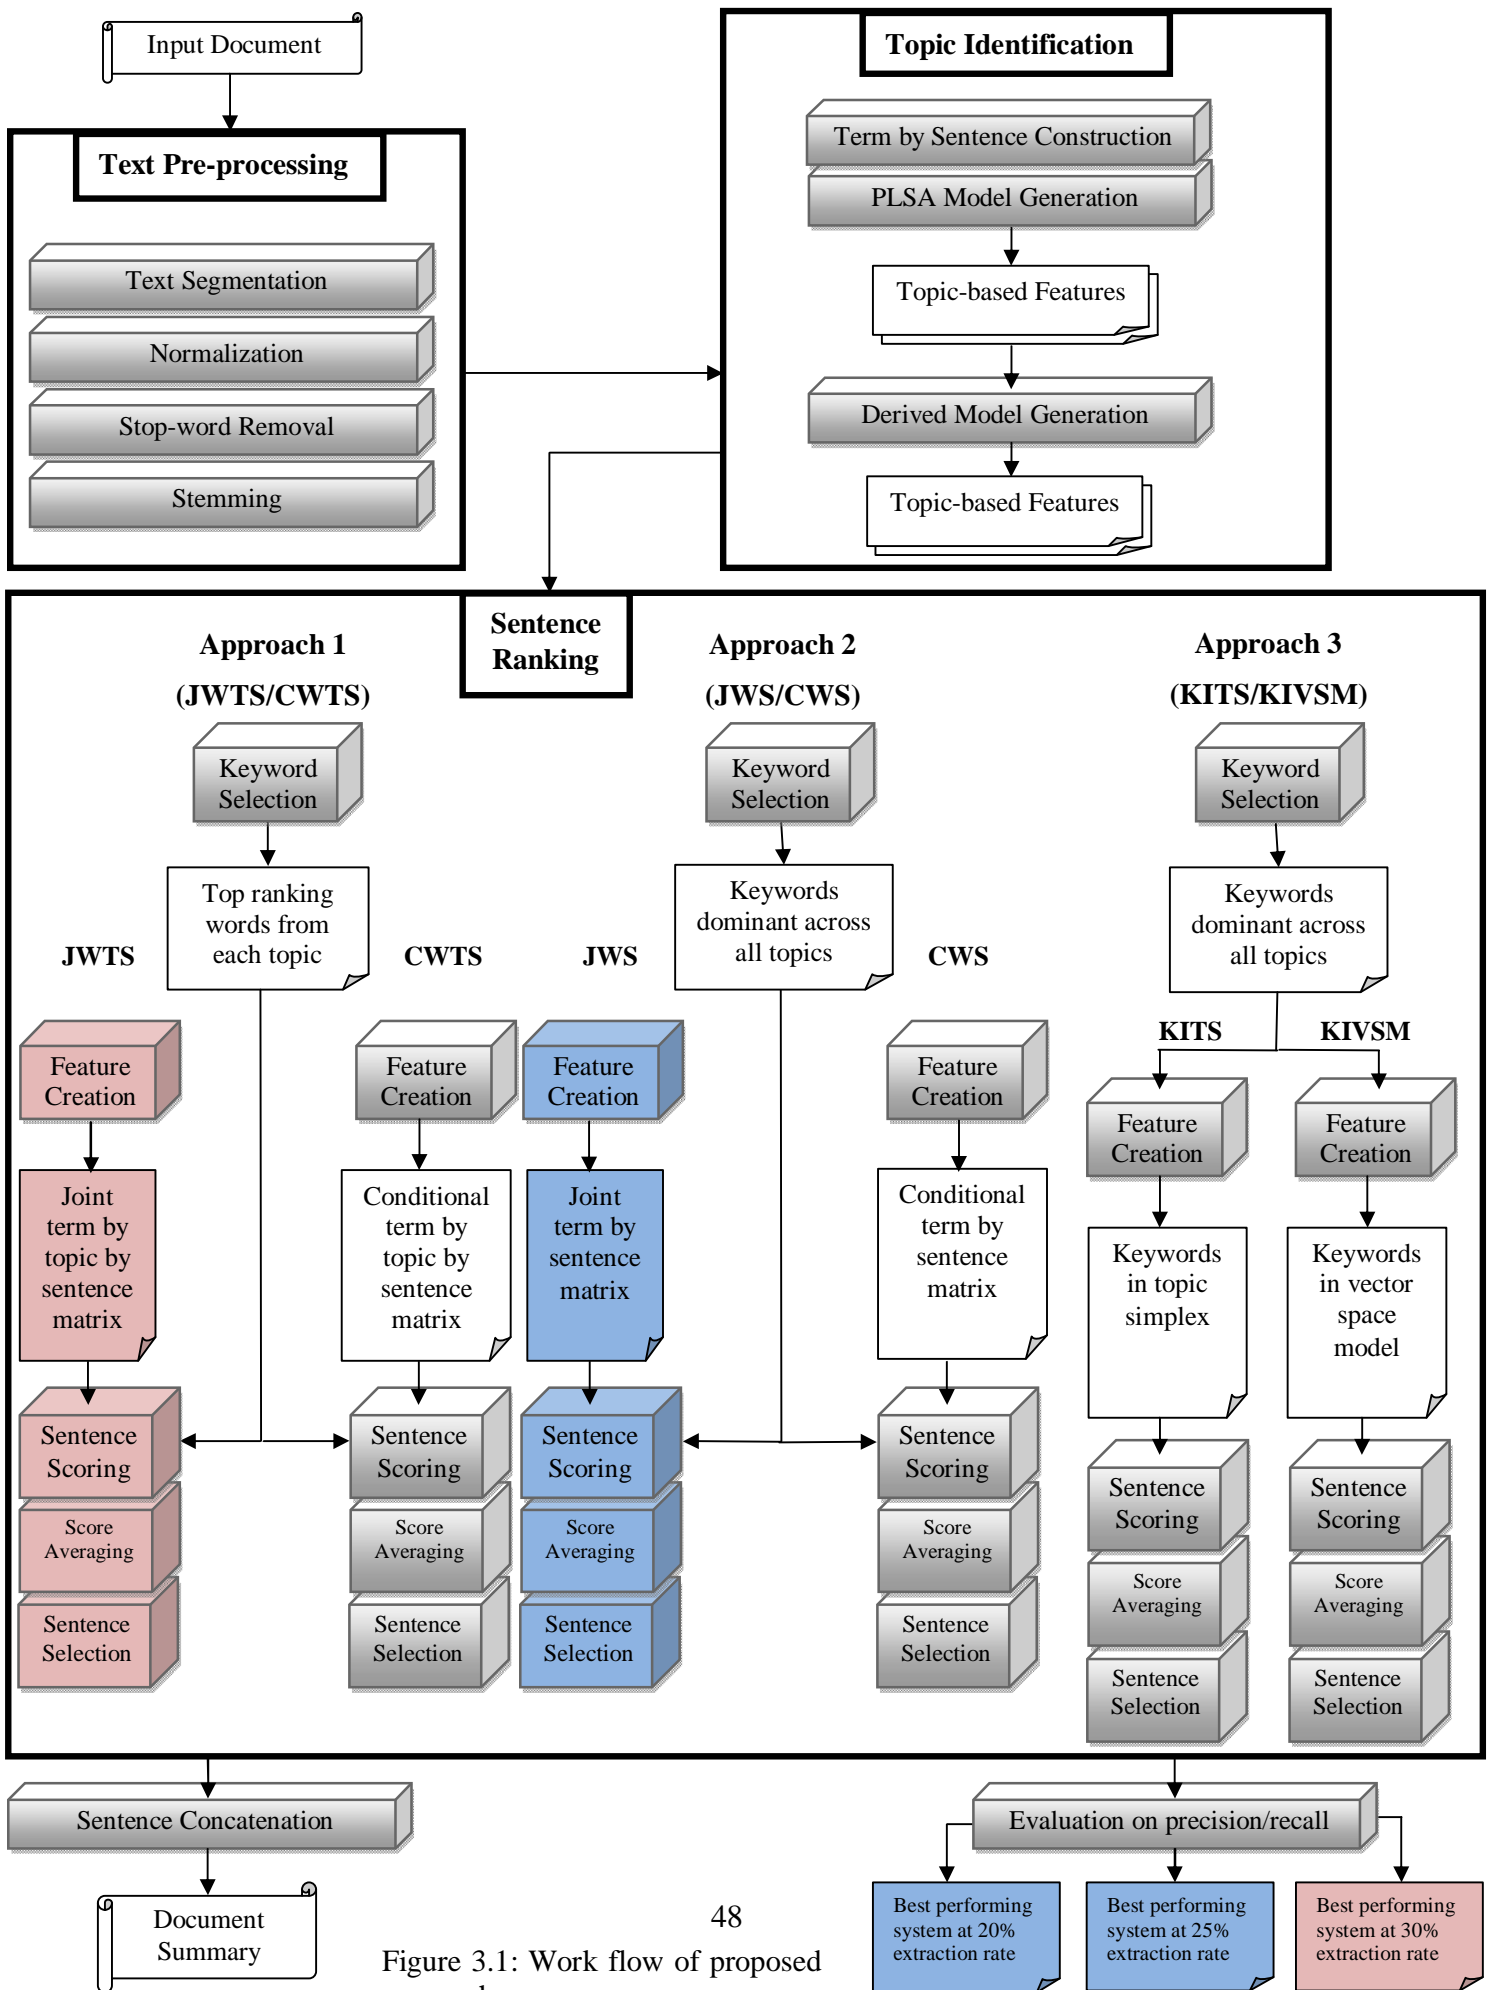 Input Document
Text Pre-processing
Text Segmentation
Normalization
Stop-word Removal
Stemming
Topic Identification
Term by Sentence Construction
PLSA Model Generation
Topic-based Features
Derived Model Generation
Topic-based Features
Sentence
Ranking
Approach 1
(JWTS/CWTS)
Keyword
Selection
Top ranking
words from
each topic
JWTS
Feature
Creation
Joint
term by
topic by
sentence
matrix
Sentence
Scoring
Score
Averaging
Sentence
Selection
CWTS
Feature
Creation
Conditional
term by
topic by
sentence
matrix
Sentence
Scoring
Score
Averaging
Sentence
Selection
Approach 2
(JWS/CWS)
Keyword
Selection
Keywords
dominant across
all topics
JWS
Feature
Creation
Joint
term by
sentence
matrix
Sentence
Scoring
Score
Averaging
Sentence
Selection
CWS
Feature
Creation
Conditional
term by
sentence
matrix
Sentence
Scoring
Score
Averaging
Sentence
Selection
Approach 3
(KITS/KIVSM)
Keyword
Selection
Keywords
dominant across
all topics
KITS
Feature
Creation
Keywords
in topic
simplex
Sentence
Scoring
Score
Averaging
Sentence
Selection
KIVSM
Feature
Creation
Keywords
in vector
space
model
Sentence
Scoring
Score
Averaging
Sentence
Selection
Sentence Concatenation
Document
Summary
Evaluation on precision/recall
Best performing
system at 20%
extraction rate
Best performing
system at 25%
extraction rate
Best performing
system at 30%
extraction rate
48
Figure 3.1: Work flow of proposed